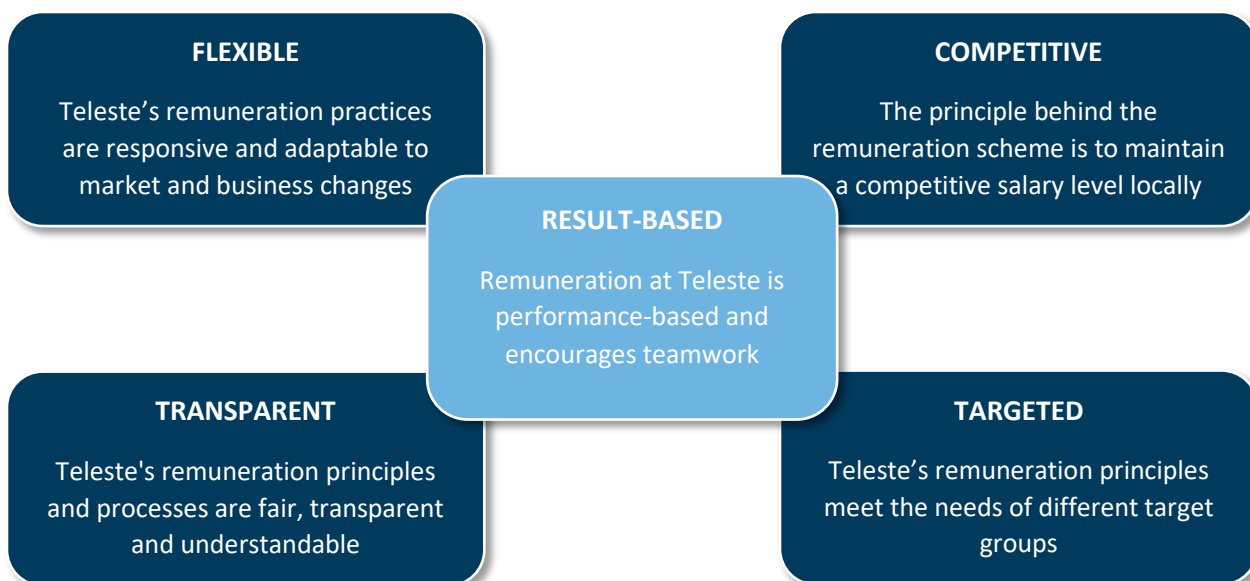 FLEXIBLE
Teleste’s remuneration practices
are responsive and adaptable to
market and business changes
COMPETITIVE
The principle behind the
remuneration scheme is to maintain
a competitive salary level locally
RESULT-BASED
Remuneration at Teleste is
performance-based and
encourages teamwork
TRANSPARENT
Teleste's remuneration principles
and processes are fair, transparent
and understandable
TARGETED
Teleste’s remuneration principles
meet the needs of different target
groups